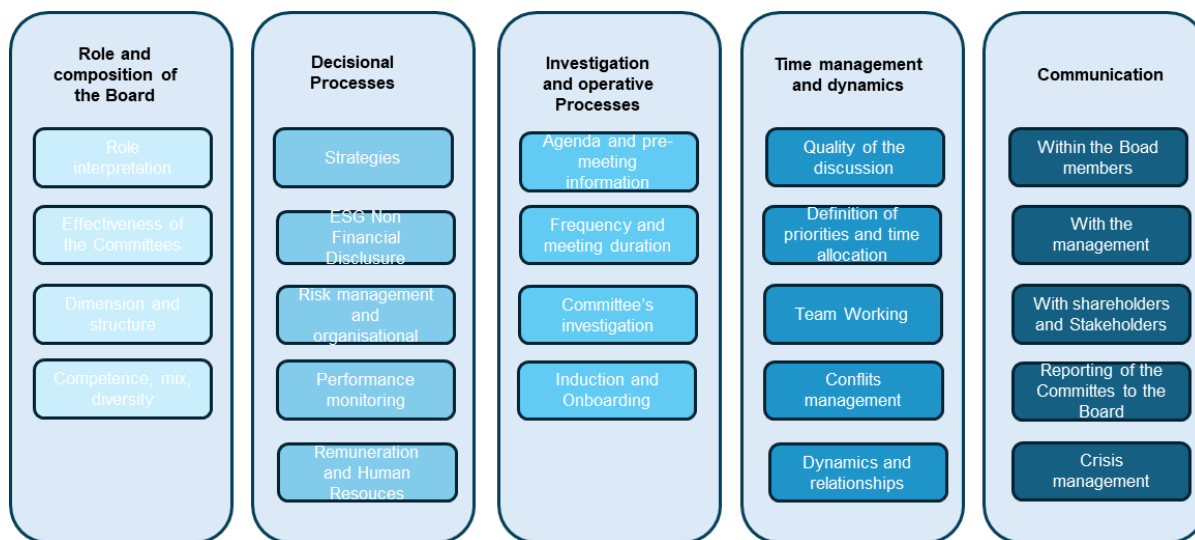 Role and
composition of
the Board
Role
interpretation
Effectiveness of
the Committees
Dimension and
structure
Competence, mix,
diversity
Decisional
Processes
Strategies
ESG Non
Financial
Disclusure
Risk management
and
organisational
Performance
monitoring
Remuneration
and Human
Resouces
Investigation
and operative
Processes
Agenda and pre-
meeting
information
Frequency and
meeting duration
Committee’s
investigation
Induction and
Onboarding
Time management
and dynamics
Quality of the
discussion
Definition of
priorities and time
allocation
Team Working
Conflits
management
Dynamics and
relationships
Communication
Within the Boad
members
With the
management
With shareholders
and Stakeholders
Reporting of the
Committes to the
Board
Crisis
management